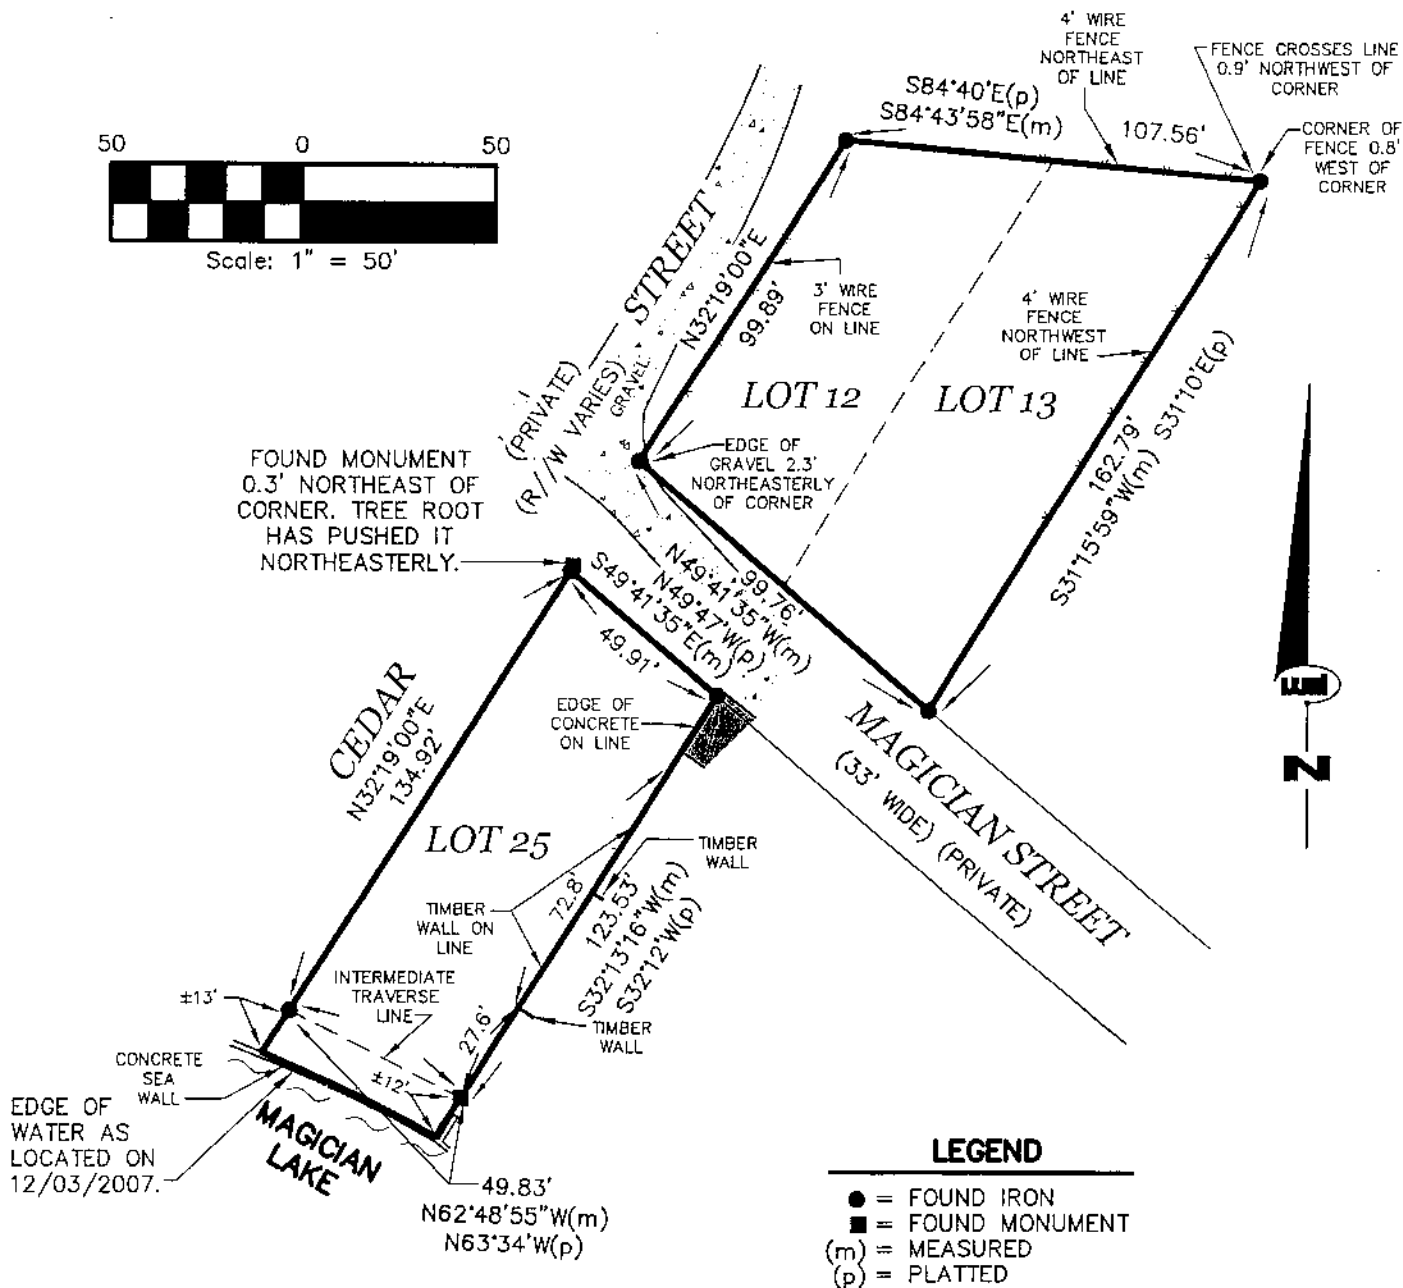 50
0
50
Scale: 1" = 50'
4' WIRE
FENCE
NORTHEAST
OF LINE
FENCE CROSSES LINE
0.9' NORTHWEST OF
CORNER
S84°40'E(p)
S84°43'58"E(m)
107.56'
CORNER OF
FENCE 0.8'
WEST OF
CORNER
STREET
(PRIVATE)
(R//W VARIES)
GRAVEL
N32°19'00"E
99.89'
3' WIRE
FENCE
ON LINE
4' WIRE
FENCE
NORTHWEST
OF LINE
LOT 12
LOT 13
162.79'
S31°15'59"W(m) S31°10'E(p)
EDGE OF
GRAVEL 2.3'
NORTHEASTERLY
OF CORNER
FOUND MONUMENT
0.3' NORTHEAST OF
CORNER. TREE ROOT
HAS PUSHED IT
NORTHEASTERLY.
99.76'
N49°41'35"W(m)
N49°47'W(p)
S49°41'35"E(m)
49.91'
CEDAR
N32°19'00"E
134.92'
EDGE OF
CONCRETE
ON LINE
MAGICIAN STREET
(33' WIDE) (PRIVATE)
N
LOT 25
TIMBER
WALL
72.8'
123.53'
S32°13'16"W(m)
S32°12'W(p)
TIMBER
WALL ON
LINE
INTERMEDIATE
TRAVERSE
LINE
±13'
27.6'
TIMBER
WALL
±12'
CONCRETE
SEA
WALL
EDGE OF
WATER AS
LOCATED ON
12/03/2007.
MAGICIAN
LAKE
49.83'
N62°48'55"W(m)
N63°34'W(p)
LEGEND
● = FOUND IRON
■ = FOUND MONUMENT
(m) = MEASURED
(p) = PLATTED